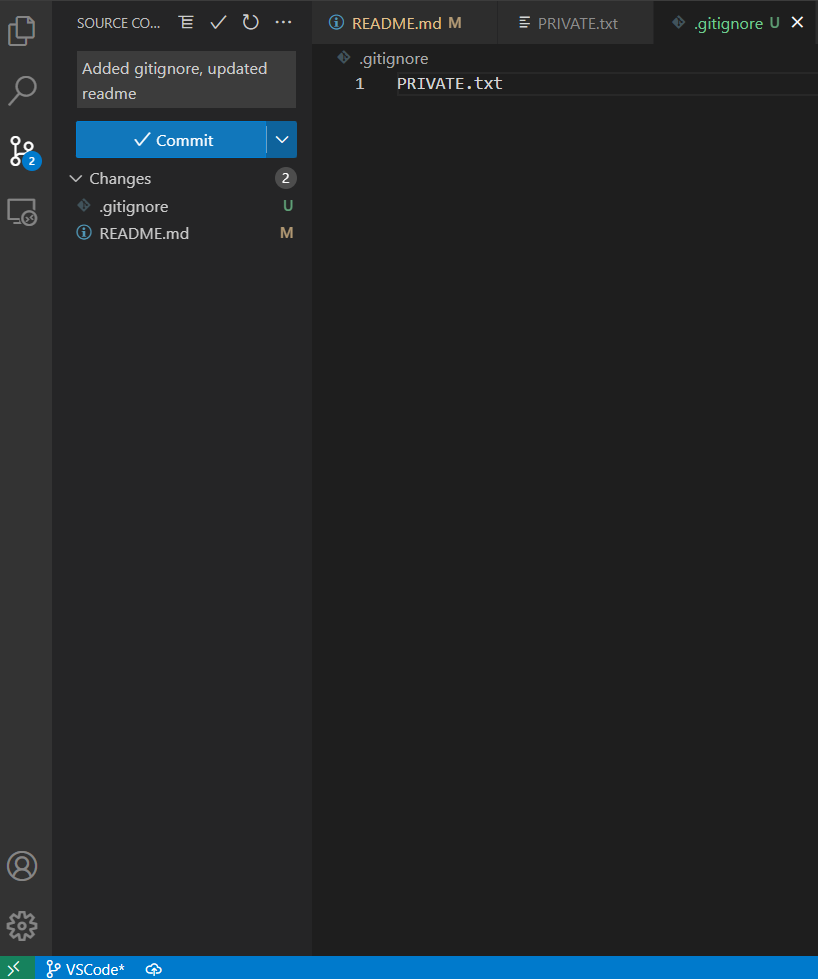 SOURCE CO...
Added gitignore, updated
readme
Commit
Changes 2
.gitignore U
README.md M
README.md M
PRIVATE.txt
.gitignore U
.gitignore
1 PRIVATE.txt
2
VSCode*